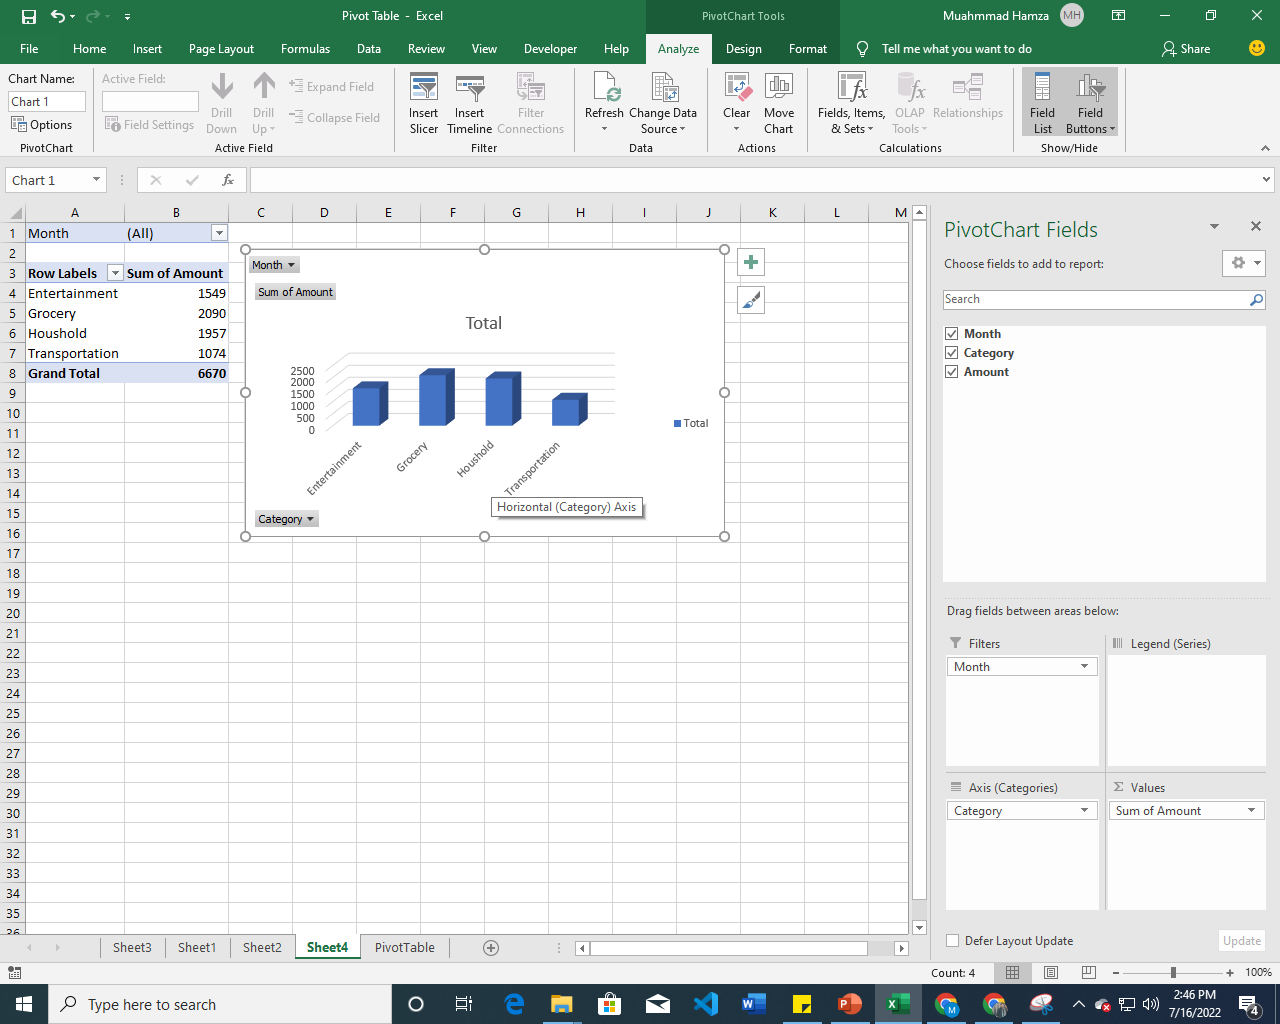 Pivot Table - Excel
PivotChart Tools
Muahmmad Hamza MH
File Home Insert Page Layout Formulas Data Review View Developer Help Analyze Design Format Tell me what you want to do Share
Chart Name:
Chart 1
Options
PivotChart
Active Field:
Field Settings
Drill Down
Drill Up
Expand Field
Collapse Field
Active Field
Insert Slicer
Insert Timeline
Filter Connections
Filter
Refresh
Change Data Source
Data
Clear
Move Chart
Actions
Fields, Items, & Sets
OLAP Tools
Relationships
Calculations
Field List
Field Buttons
Show/Hide
Chart 1
fx
A B C D E F G H I J K L M
1 Month (All)
2
3 Row Labels Sum of Amount
4 Entertainment 1549
5 Grocery 2090
6 Houshold 1957
7 Transportation 1074
8 Grand Total 6670
9
10
11
12
13
14
15
16
17
18
19
20
21
22
23
24
25
26
27
28
29
30
31
32
33
34
35
36
Month
Sum of Amount
Total
2500
2000
1500
1000
500
0
Entertainment
Grocery
Houshold
Transportation
Total
Horizontal (Category) Axis
Category
PivotChart Fields
Choose fields to add to report:
Search
Month
Category
Amount
Drag fields between areas below:
Filters
Month
Legend (Series)
Axis (Categories)
Category
Σ Values
Sum of Amount
Defer Layout Update
Update
Sheet3 Sheet1 Sheet2 Sheet4 PivotTable
Count: 4
100%
Type here to search
2:46 PM
7/16/2022
4